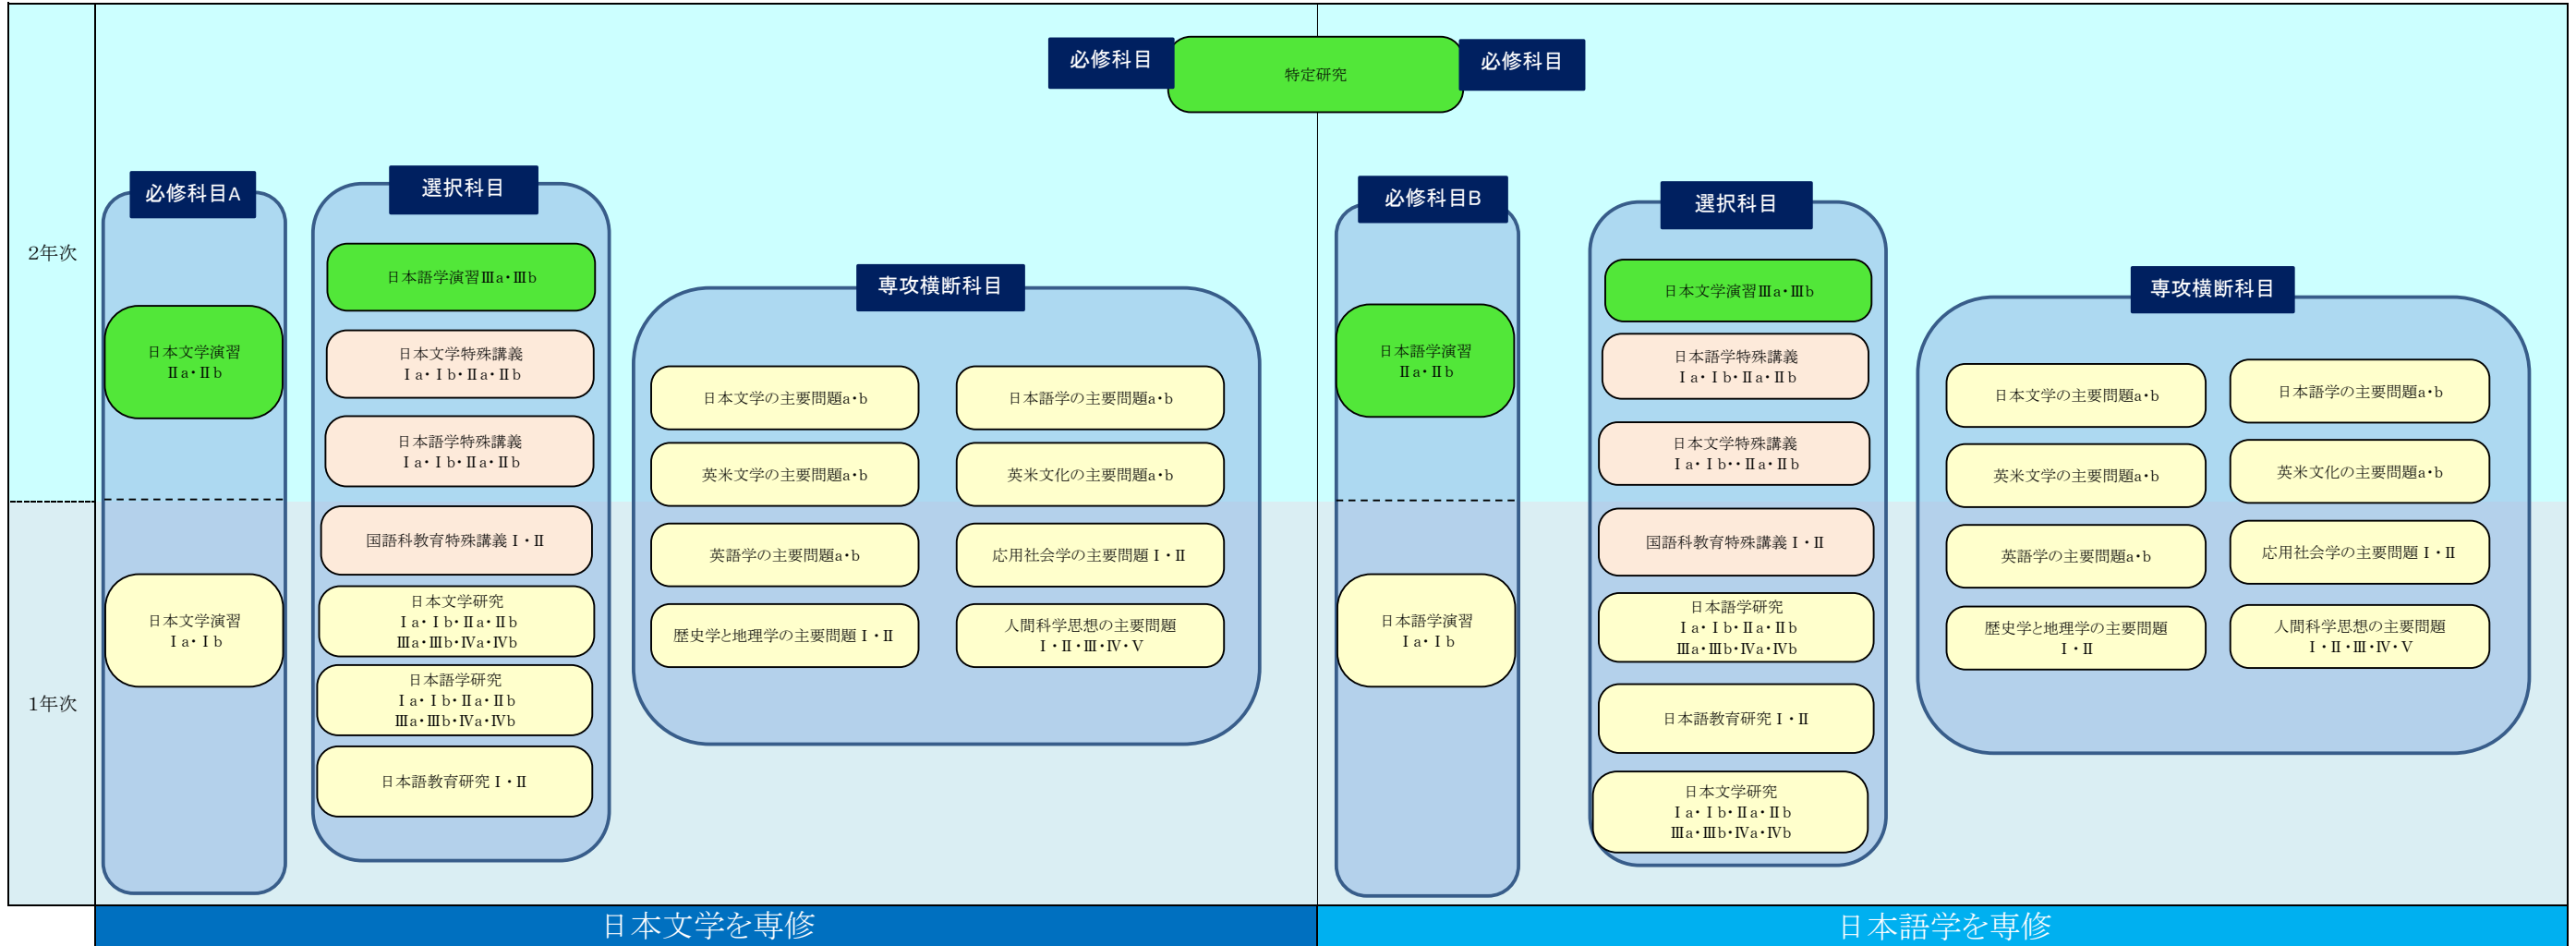 必修科目
特定研究
必修科目
2年次
1年次
必修科目A
日本文学演習
Ⅱa・Ⅱb
日本文学演習
Ⅰa・Ⅰb
選択科目
日本語学演習Ⅲa・Ⅲb
日本文学特殊講義
Ⅰa・Ⅰb・Ⅱa・Ⅱb
日本語学特殊講義
Ⅰa・Ⅰb・Ⅱa・Ⅱb
国語科教育特殊講義Ⅰ・Ⅱ
日本文学研究
Ⅰa・Ⅰb・Ⅱa・Ⅱb
Ⅲa・Ⅲb・Ⅳa・Ⅳb
日本語学研究
Ⅰa・Ⅰb・Ⅱa・Ⅱb
Ⅲa・Ⅲb・Ⅳa・Ⅳb
日本語教育研究Ⅰ・Ⅱ
専攻横断科目
日本文学の主要問題a・b
日本語学の主要問題a・b
英米文学の主要問題a・b
英米文化の主要問題a・b
英語学の主要問題a・b
応用社会学の主要問題Ⅰ・Ⅱ
歴史学と地理学の主要問題Ⅰ・Ⅱ
人間科学思想の主要問題
Ⅰ・Ⅱ・Ⅲ・Ⅳ・Ⅴ
必修科目B
日本語学演習
Ⅱa・Ⅱb
日本語学演習
Ⅰa・Ⅰb
選択科目
日本文学演習Ⅲa・Ⅲb
日本語学特殊講義
Ⅰa・Ⅰb・Ⅱa・Ⅱb
日本文学特殊講義
Ⅰa・Ⅰb・・Ⅱa・Ⅱb
国語科教育特殊講義Ⅰ・Ⅱ
日本語学研究
Ⅰa・Ⅰb・Ⅱa・Ⅱb
Ⅲa・Ⅲb・Ⅳa・Ⅳb
日本語教育研究Ⅰ・Ⅱ
日本文学研究
Ⅰa・Ⅰb・Ⅱa・Ⅱb
Ⅲa・Ⅲb・Ⅳa・Ⅳb
専攻横断科目
日本文学の主要問題a・b
日本語学の主要問題a・b
英米文学の主要問題a・b
英米文化の主要問題a・b
英語学の主要問題a・b
応用社会学の主要問題Ⅰ・Ⅱ
歴史学と地理学の主要問題
Ⅰ・Ⅱ
人間科学思想の主要問題
Ⅰ・Ⅱ・Ⅲ・Ⅳ・Ⅴ
日本文学を専修
日本語学を専修